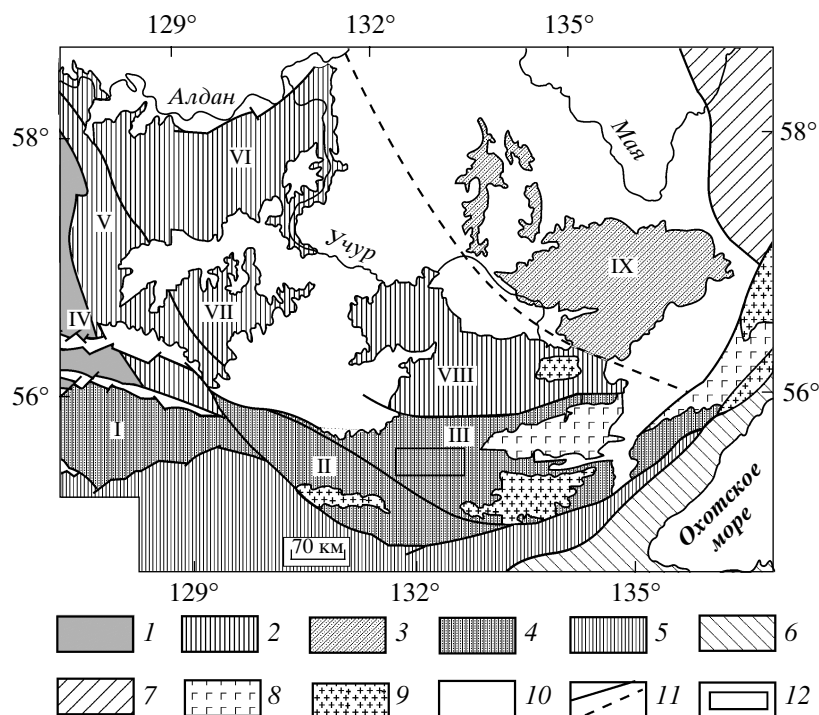 129° 132° 135°
Алдан
58° 58°
Мая
VI
V
Учур
IX
IV
VII
VIII
56° 56°
I
III
II
Охотское
море
70 км
129° 132° 135°
1 2 3 4 5 6
7 8 9 10 11 12